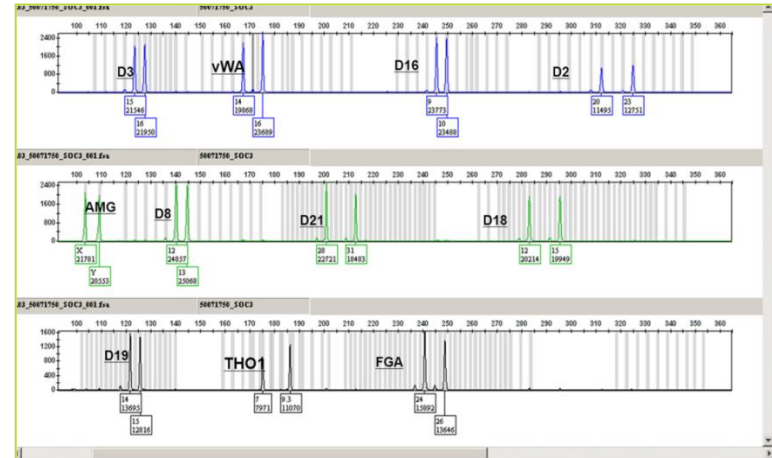 83_50071750_SOC3_001.fsa 50071750_SOC3
100 120 130 140 150 160 170 180 190 200 210 220 230 240 250 260 270 280 290 300 310 320 330 340 360
2400
1600
800
0
D3 vWA D16 D2
15 14 9 20 23
21546 19868 23773 11495 12751
16 16 10
21950 23689 23488
83_50071750_SOC3_001.fsa 50071750_SOC3
100 120 130 140 150 160 170 180 190 200 210 220 230 240 250 260 270 280 290 300 310 320 330 340 360
2400
1600
800
0
AMG D8 D21 D18
X 12 28 31 12 15
21781 24857 22721 18483 20214 19949
Y 13
20553 25068
83_50071750_SOC3_001.fsa 50071750_SOC3
100 120 130 140 150 160 170 180 190 200 210 220 230 240 250 260 270 280 290 300 310 320 330 340 360
1600
1200
800
400
0
D19 THO1 FGA
14 7 9.3 24
13695 7971 11070 15892
15 26
12816 13646